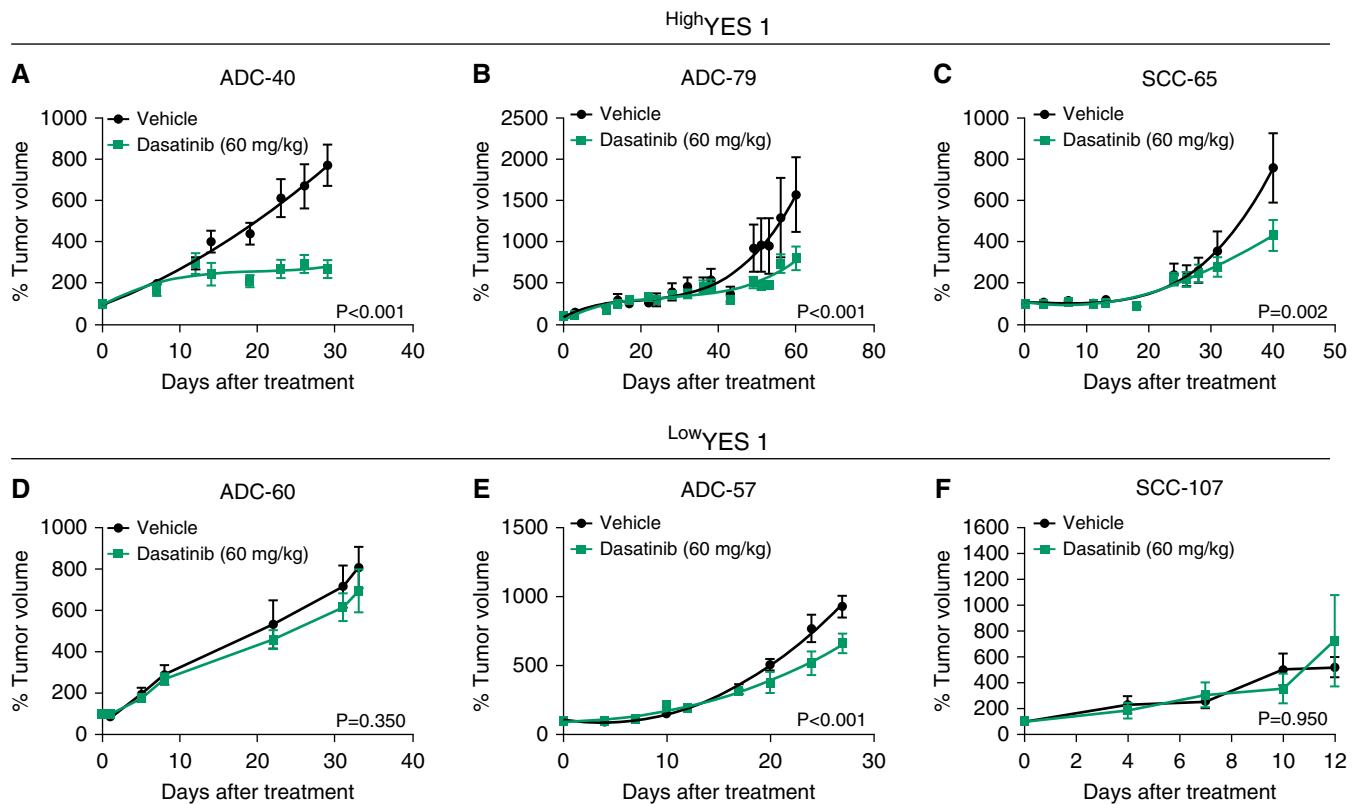 HighYES 1
A
ADC-40
1000
800
600
400
200
0
% Tumor volume
Vehicle
Dasatinib (60 mg/kg)
P<0.001
0 10 20 30 40
Days after treatment
B
ADC-79
2500
2000
1500
1000
500
0
% Tumor volume
Vehicle
Dasatinib (60 mg/kg)
P<0.001
0 20 40 60 80
Days after treatment
C
SCC-65
1000
800
600
400
200
0
% Tumor volume
Vehicle
Dasatinib (60 mg/kg)
P=0.002
0 10 20 30 40 50
Days after treatment
LowYES 1
D
ADC-60
1000
800
600
400
200
0
% Tumor volume
Vehicle
Dasatinib (60 mg/kg)
P=0.350
0 10 20 30 40
Days after treatment
E
ADC-57
1500
1000
500
0
% Tumor volume
Vehicle
Dasatinib (60 mg/kg)
P<0.001
0 10 20 30
Days after treatment
F
SCC-107
1600
1400
1200
1000
800
600
400
200
0
% Tumor volume
Vehicle
Dasatinib (60 mg/kg)
P=0.950
0 2 4 6 8 10 12
Days after treatment